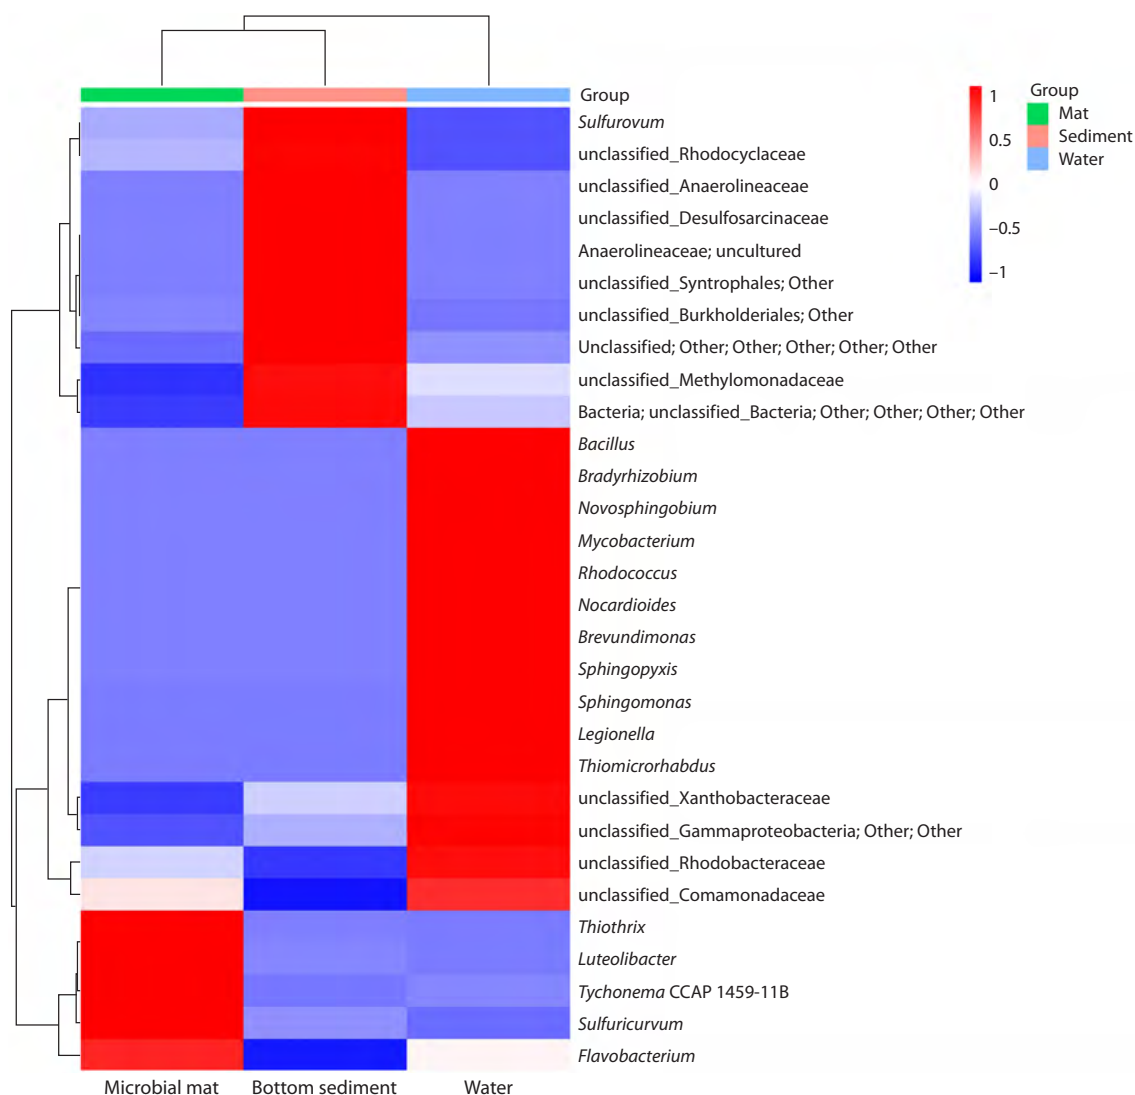 Group
Sulfurovum
unclassified_Rhodocyclaceae
unclassified_Anaerolineaceae
unclassified_Desulfosarcinaceae
Anaerolineaceae; uncultured
unclassified_Syntrophales; Other
unclassified_Burkholderiales; Other
Unclassified; Other; Other; Other; Other; Other
unclassified_Methylomonadaceae
Bacteria; unclassified_Bacteria; Other; Other; Other; Other
Bacillus
Bradyrhizobium
Novosphingobium
Mycobacterium
Rhodococcus
Nocardioides
Brevundimonas
Sphingopyxis
Sphingomonas
Legionella
Thiomicrorhabdus
unclassified_Xanthobacteraceae
unclassified_Gammaproteobacteria; Other; Other
unclassified_Rhodobacteraceae
unclassified_Comamonadaceae
Thiothrix
Luteolibacter
Tychonema CCAP 1459-11B
Sulfuricurvum
Flavobacterium
Microbial mat
Bottom sediment
Water
1
0.5
0
−0.5
−1
Group
Mat
Sediment
Water